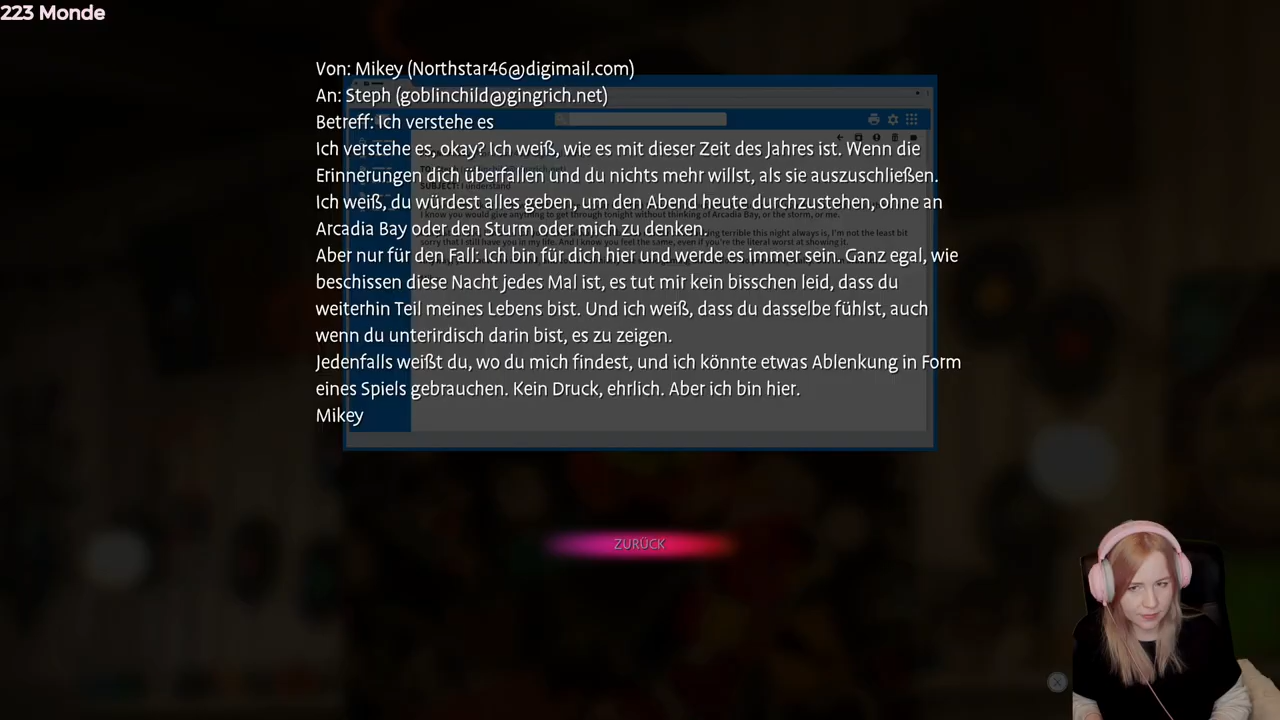 223 Monde
Von: Mikey (Northstar46@digimail.com)
An: Steph (goblinchild@gingrich.net)
Betreff: Ich verstehe es
Ich verstehe es, okay? Ich weiß, wie es mit dieser Zeit des Jahres ist. Wenn die
Erinnerungen dich überfallen und du nichts mehr willst, als sie auszuschließen.
Ich weiß, du würdest alles geben, um den Abend heute durchzustehen, ohne an
Arcadia Bay oder den Sturm oder mich zu denken.
Aber nur für den Fall: Ich bin für dich hier und werde es immer sein. Ganz egal, wie
beschissen diese Nacht jedes Mal ist, es tut mir kein bisschen leid, dass du
weiterhin Teil meines Lebens bist. Und ich weiß, dass du dasselbe fühlst, auch
wenn du unterirdisch darin bist, es zu zeigen.
Jedenfalls weißt du, wo du mich findest, und ich könnte etwas Ablenkung in Form
eines Spiels gebrauchen. Kein Druck, ehrlich. Aber ich bin hier.
Mikey
ZURÜCK